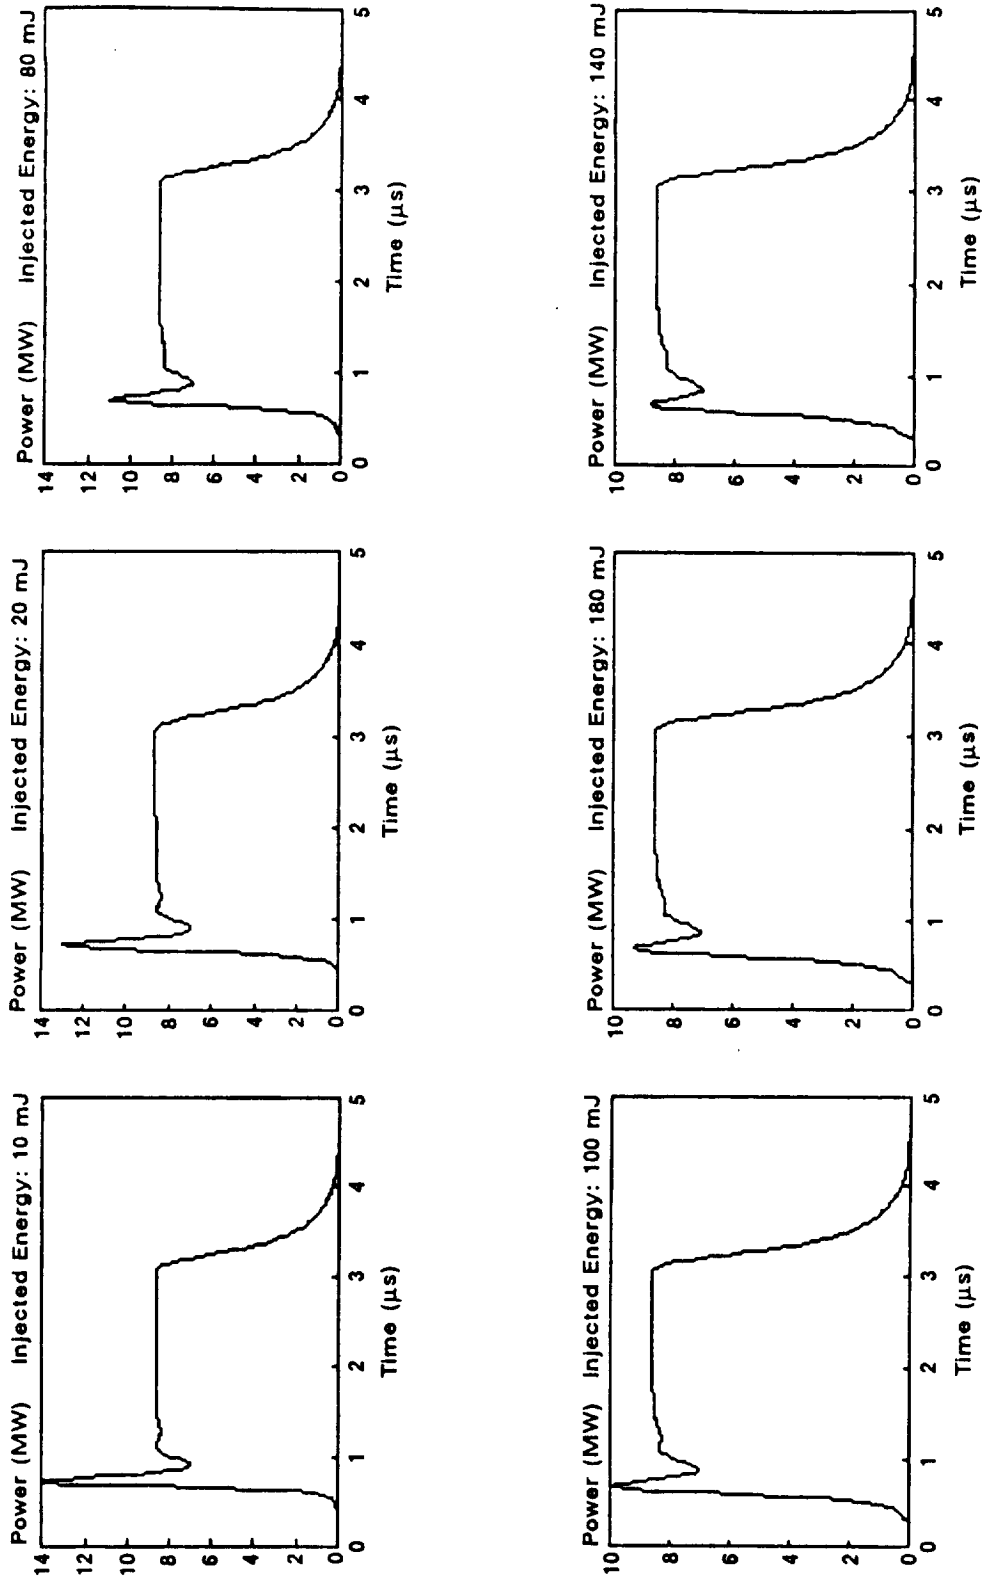 Power (MW) Injected Energy: 10 mJ
14
12
10
8
6
4
2
0
0 1 2 3 4 5
Time (μs)
Power (MW) Injected Energy: 20 mJ
14
12
10
8
6
4
2
0
0 1 2 3 4 5
Time (μs)
Power (MW) Injected Energy: 80 mJ
14
12
10
8
6
4
2
0
0 1 2 3 4 5
Time (μs)
Power (MW) Injected Energy: 100 mJ
10
8
6
4
2
0
0 1 2 3 4 5
Time (μs)
Power (MW) Injected Energy: 180 mJ
10
8
6
4
2
0
0 1 2 3 4 5
Time (μs)
Power (MW) Injected Energy: 140 mJ
10
8
6
4
2
0
0 1 2 3 4 5
Time (μs)